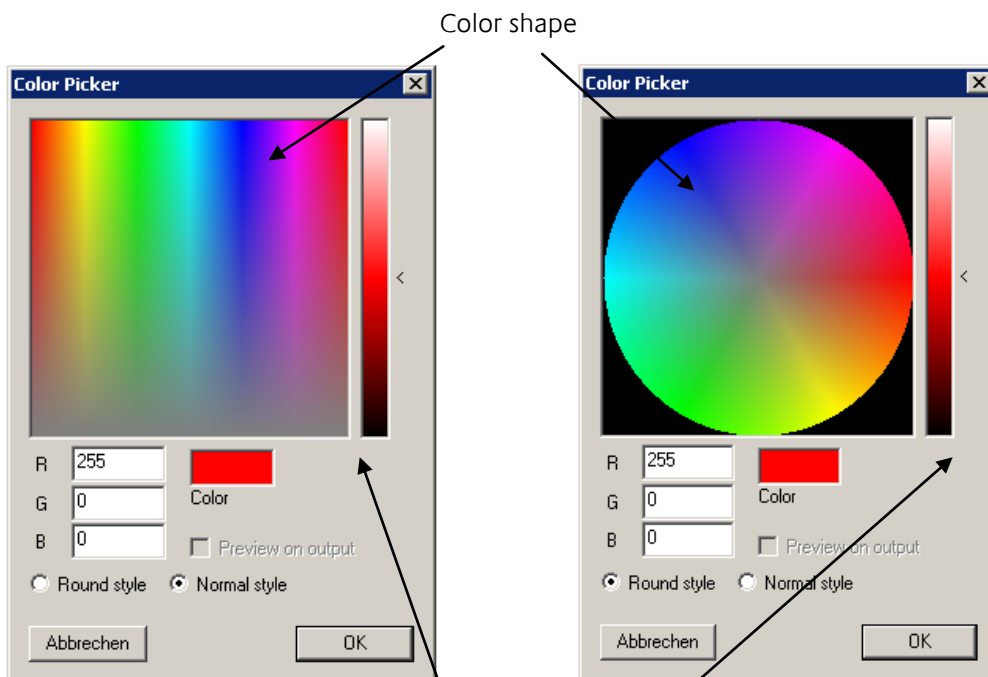 Color shape
Color Picker
R 255
G 0
B 0
Color
Preview on output
Round style Normal style
Abbrechen OK
Color Picker
R 255
G 0
B 0
Color
Preview on output
Round style Normal style
Abbrechen OK